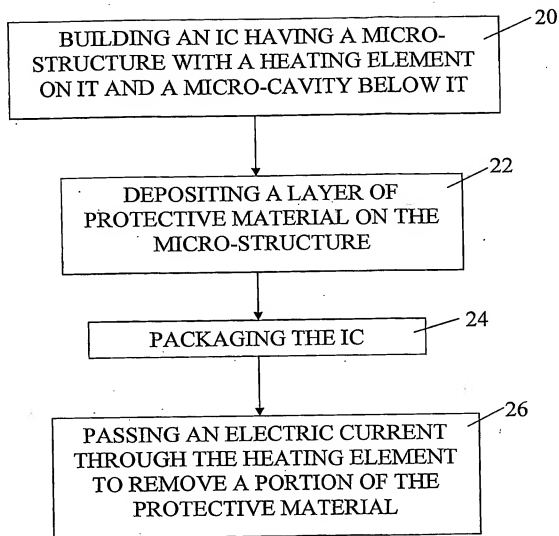 20
BUILDING AN IC HAVING A MICRO-
STRUCTURE WITH A HEATING ELEMENT
ON IT AND A MICRO-CAVITY BELOW IT
22
DEPOSITING A LAYER OF
PROTECTIVE MATERIAL ON THE
MICRO-STRUCTURE
24
PACKAGING THE IC
26
PASSING AN ELECTRIC CURRENT
THROUGH THE HEATING ELEMENT
TO REMOVE A PORTION OF THE
PROTECTIVE MATERIAL